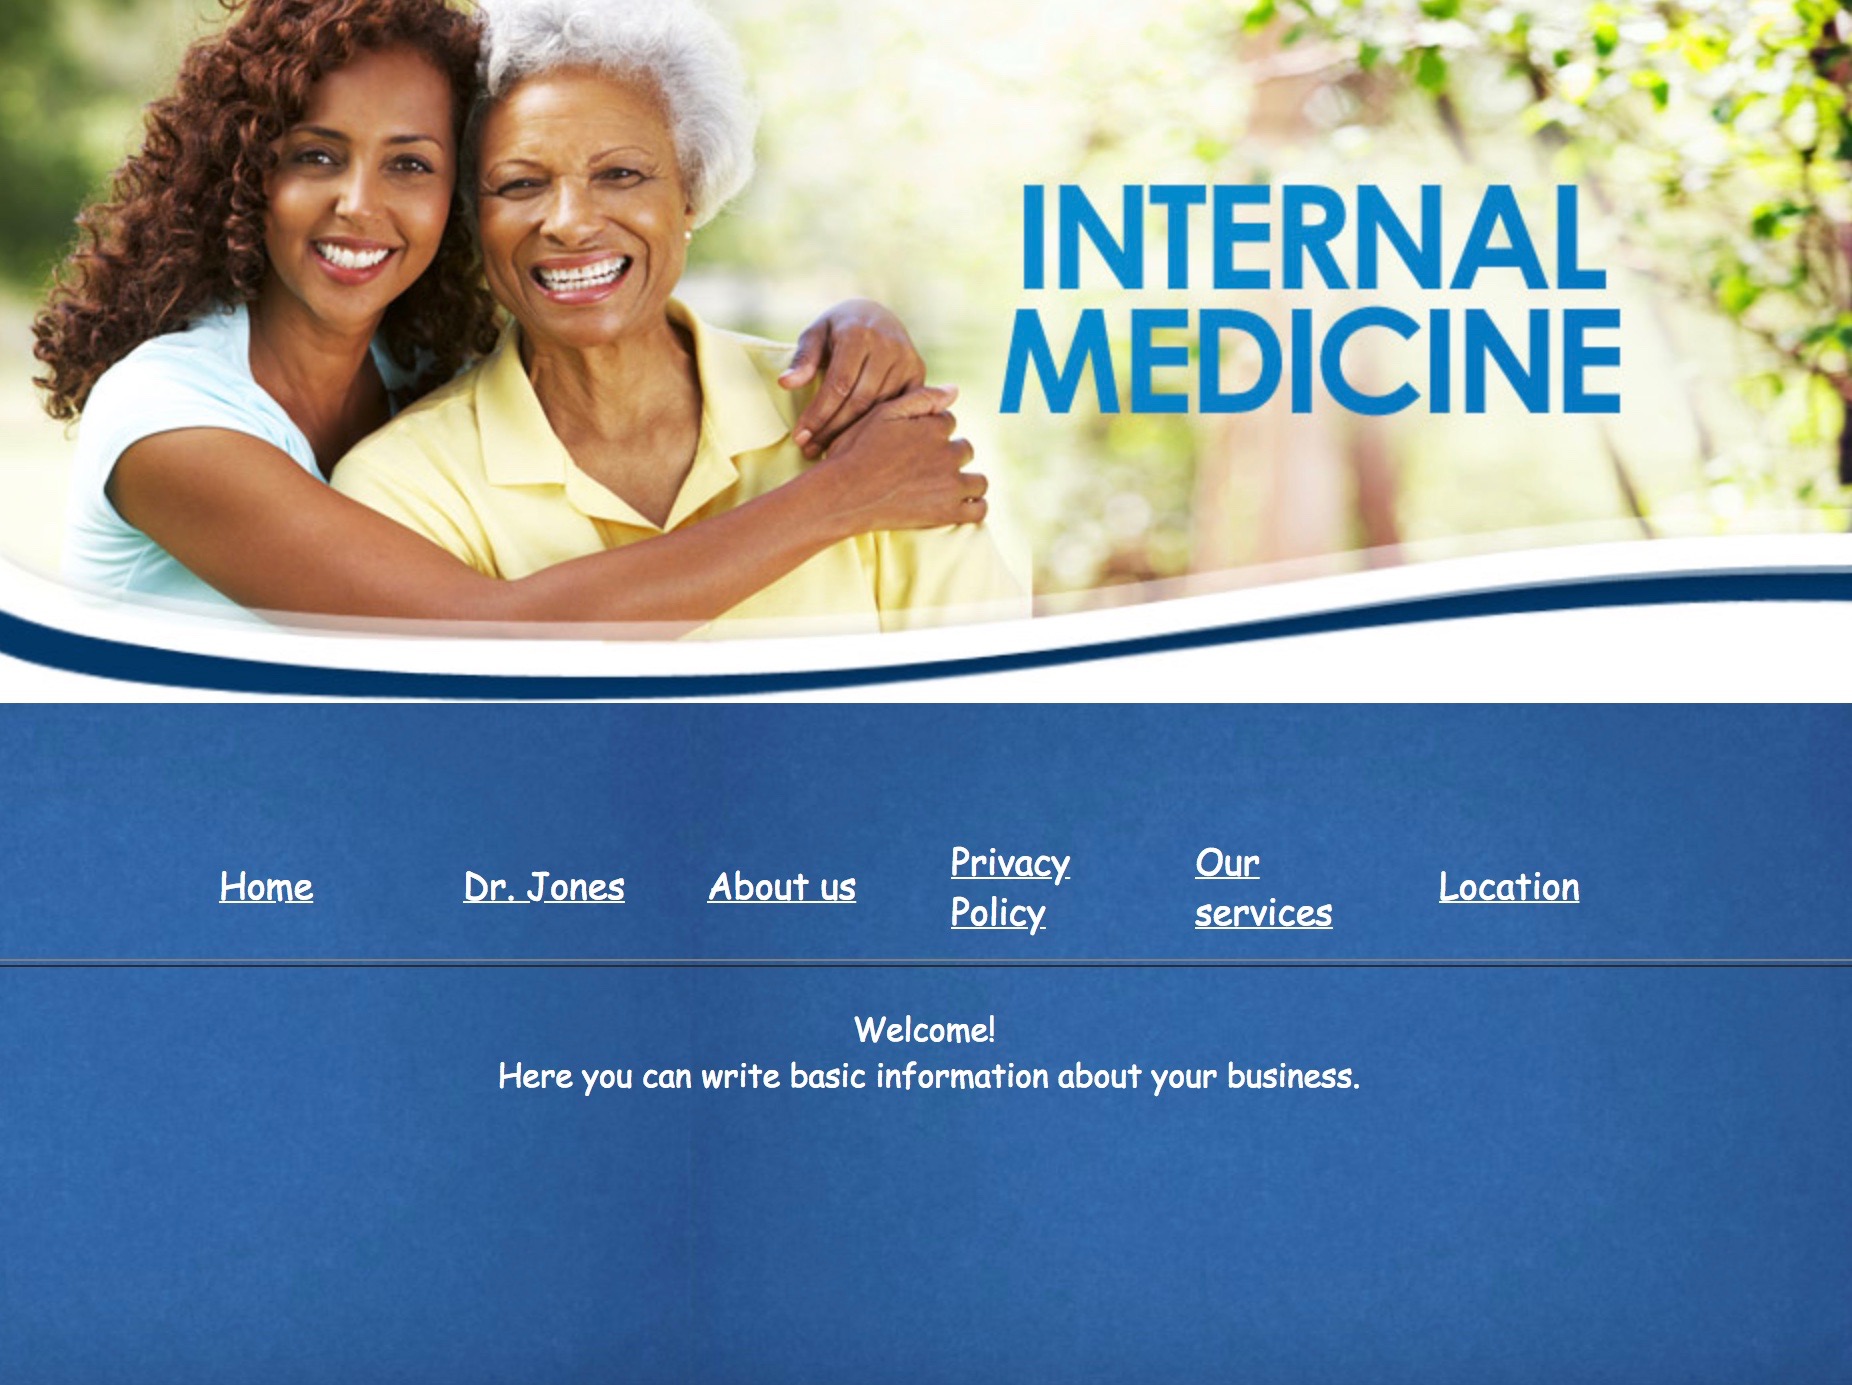 INTERNAL
MEDICINE
Home
Dr. Jones
About us
Privacy
Policy
Our
services
Location
Welcome!
Here you can write basic information about your business.